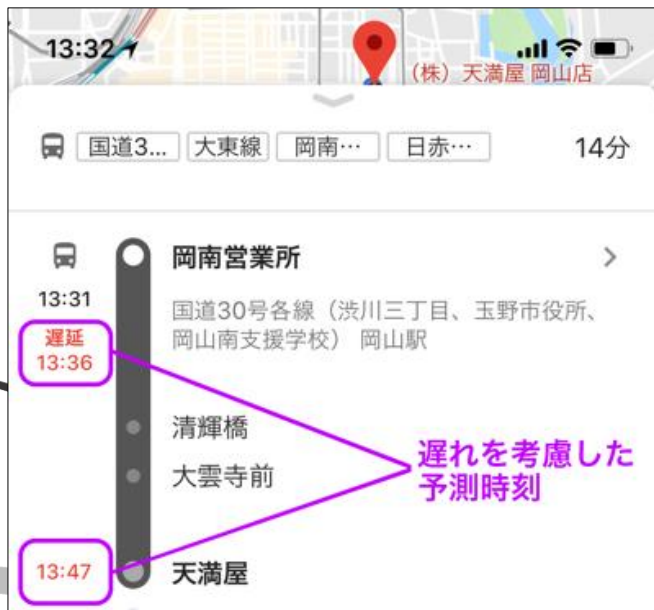 13:32
(株) 天満屋 岡山店
国道3... 大東線 岡南… 日赤… 14分
岡南営業所
13:31
国道30号各線（渋川三丁目、玉野市役所、
岡山南支援学校） 岡山駅
遅延
13:36
清輝橋
大雲寺前
遅れを考慮した
予測時刻
13:47
天満屋